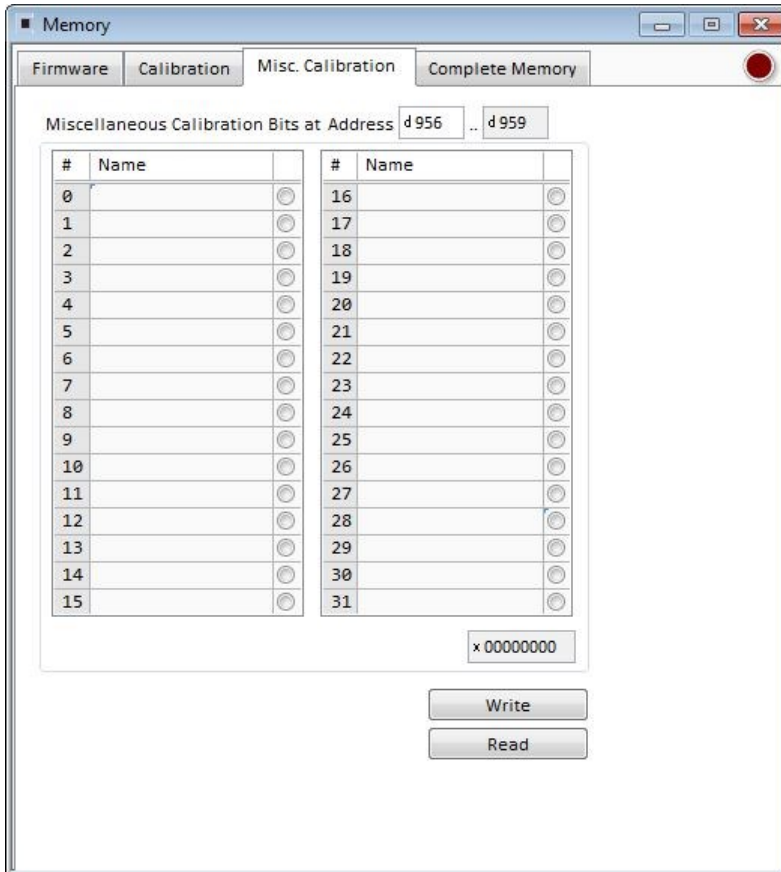 Memory
Firmware Calibration Misc. Calibration Complete Memory
Miscellaneous Calibration Bits at Address d 956 .. d 959
# Name # Name
0 16
1 17
2 18
3 19
4 20
5 21
6 22
7 23
8 24
9 25
10 26
11 27
12 28
13 29
14 30
15 31
x 00000000
Write
Read